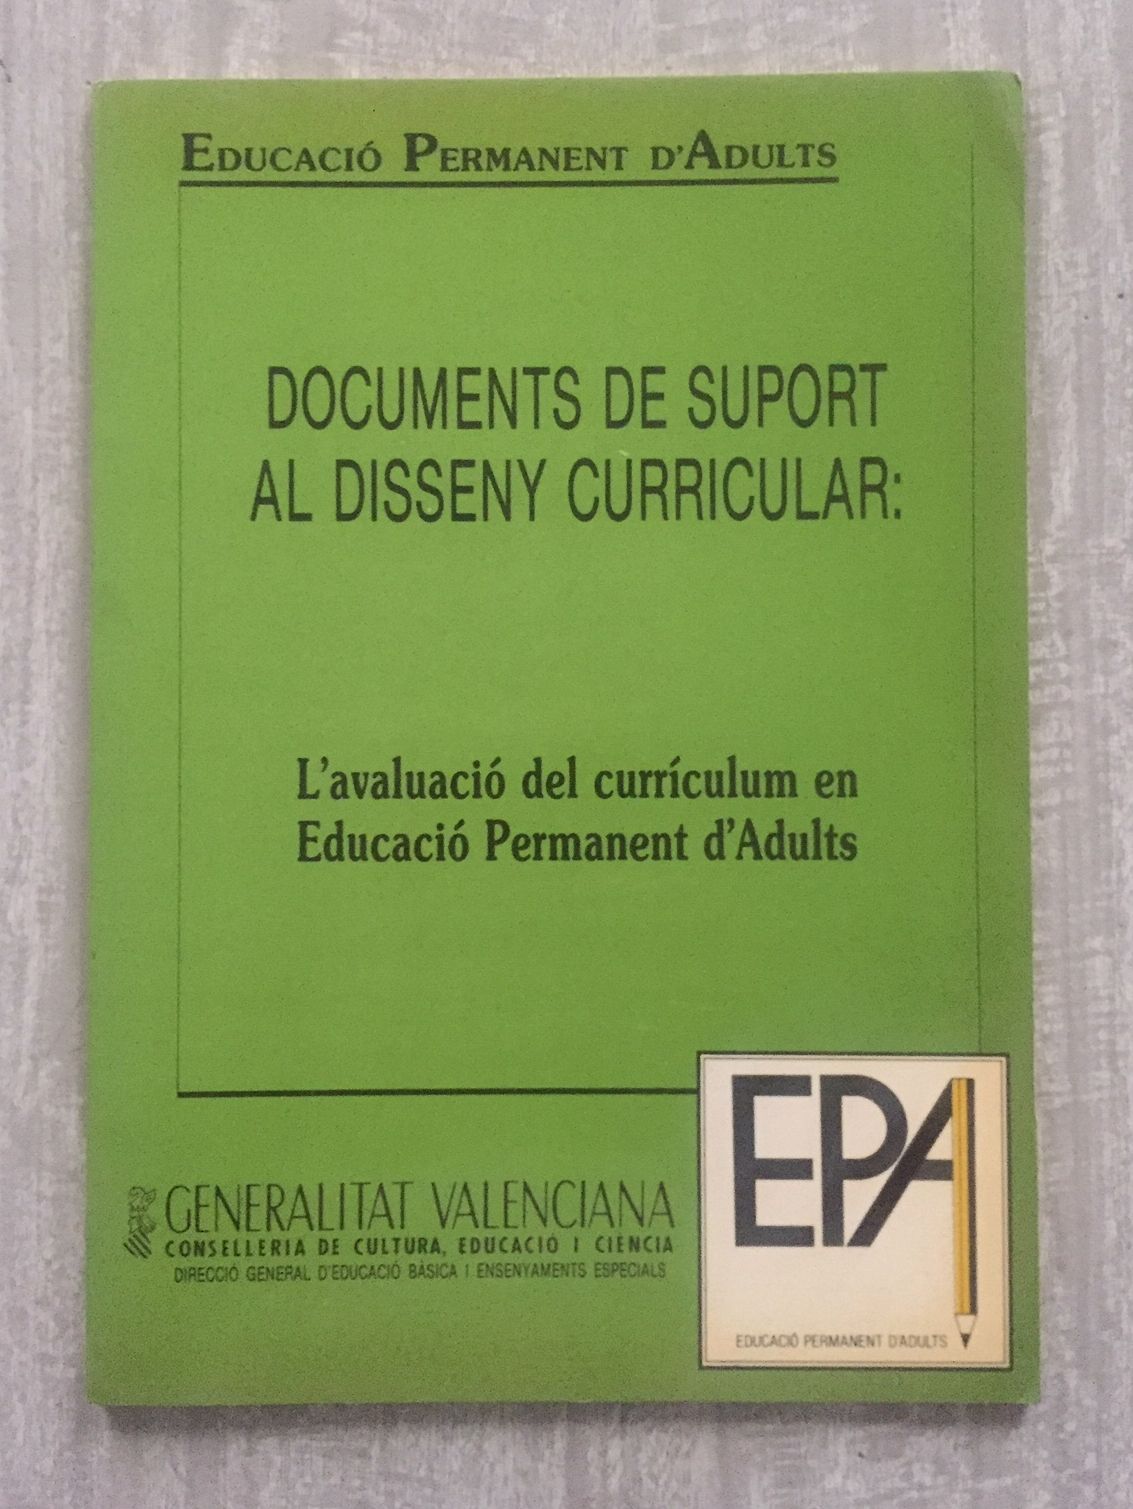 EDUCACIÓ PERMANENT D'ADULTS
DOCUMENTS DE SUPORT
AL DISSENY CURRICULAR:
L'avaluació del currículum en
Educació Permanent d'Adults
GENERALITAT VALENCIANA
CONSELLERIA DE CULTURA, EDUCACIÓ I CIENCIA
DIRECCIÓ GENERAL D'EDUCACIÓ BÀSICA I ENSENYAMENTS ESPECIALS
EPA
EDUCACIÓ PERMANENT D'ADULTS